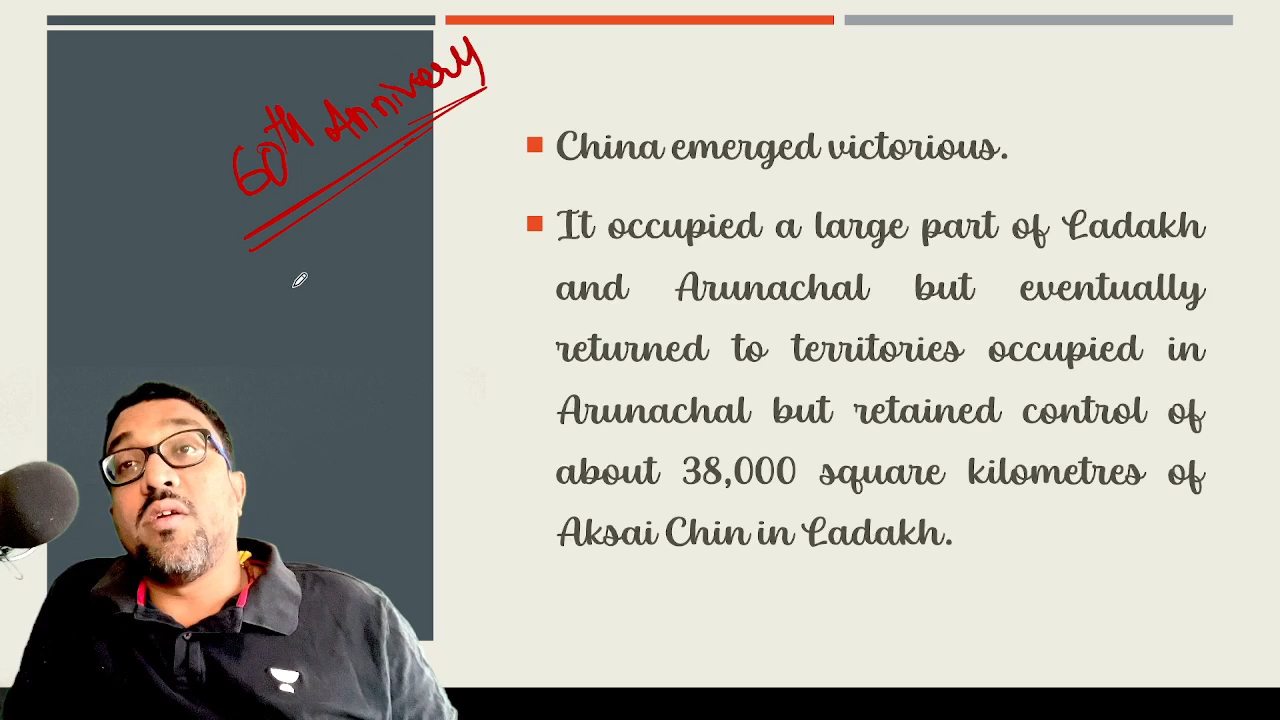 60th Annivery
China emerged victorious.
It occupied a large part of Ladakh
and Arunachal but eventually
returned to territories occupied in
Arunachal but retained control of
about 38,000 square kilometres of
Aksai Chin in Ladakh.